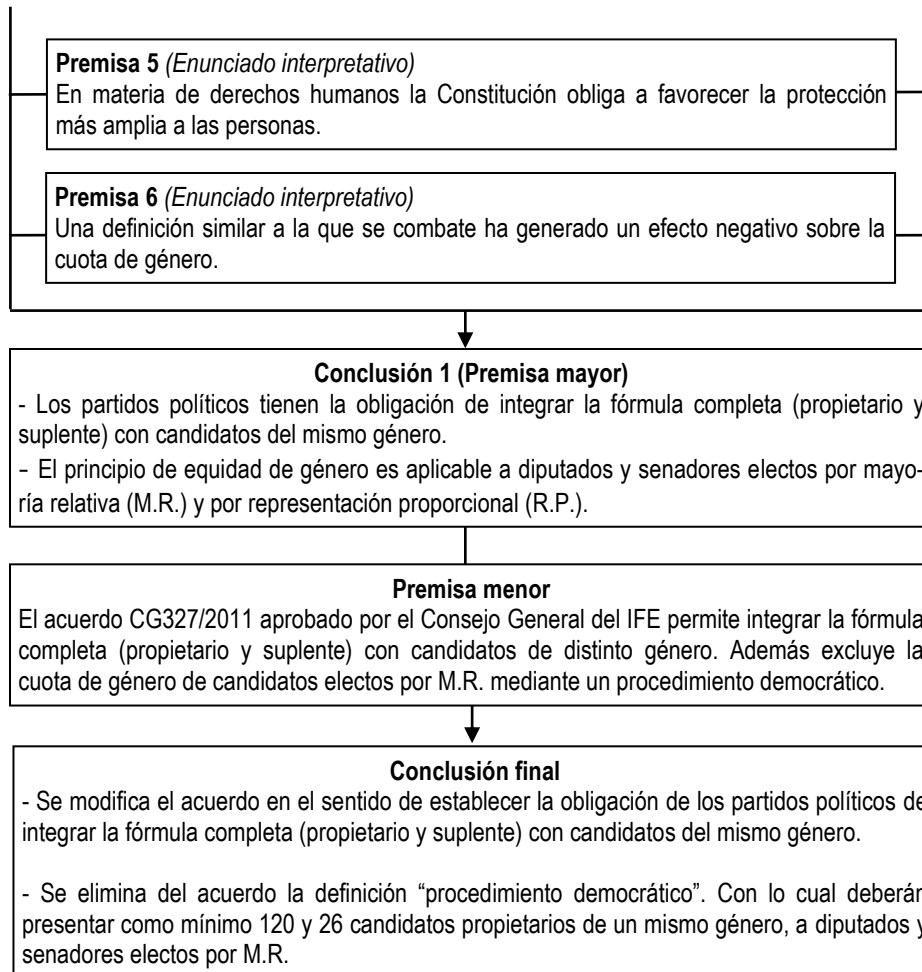 Premisa 5 (Enunciado interpretativo)
En materia de derechos humanos la Constitución obliga a favorecer la protección
más amplia a las personas.
Premisa 6 (Enunciado interpretativo)
Una definición similar a la que se combate ha generado un efecto negativo sobre la
cuota de género.
Conclusión 1 (Premisa mayor)
- Los partidos políticos tienen la obligación de integrar la fórmula completa (propietario y
suplente) con candidatos del mismo género.
– El principio de equidad de género es aplicable a diputados y senadores electos por mayo-
ría relativa (M.R.) y por representación proporcional (R.P.).
Premisa menor
El acuerdo CG327/2011 aprobado por el Consejo General del IFE permite integrar la fórmula
completa (propietario y suplente) con candidatos de distinto género. Además excluye la
cuota de género de candidatos electos por M.R. mediante un procedimiento democrático.
Conclusión final
- Se modifica el acuerdo en el sentido de establecer la obligación de los partidos políticos de
integrar la fórmula completa (propietario y suplente) con candidatos del mismo género.
- Se elimina del acuerdo la definición “procedimiento democrático”. Con lo cual deberán
presentar como mínimo 120 y 26 candidatos propietarios de un mismo género, a diputados y
senadores electos por M.R.